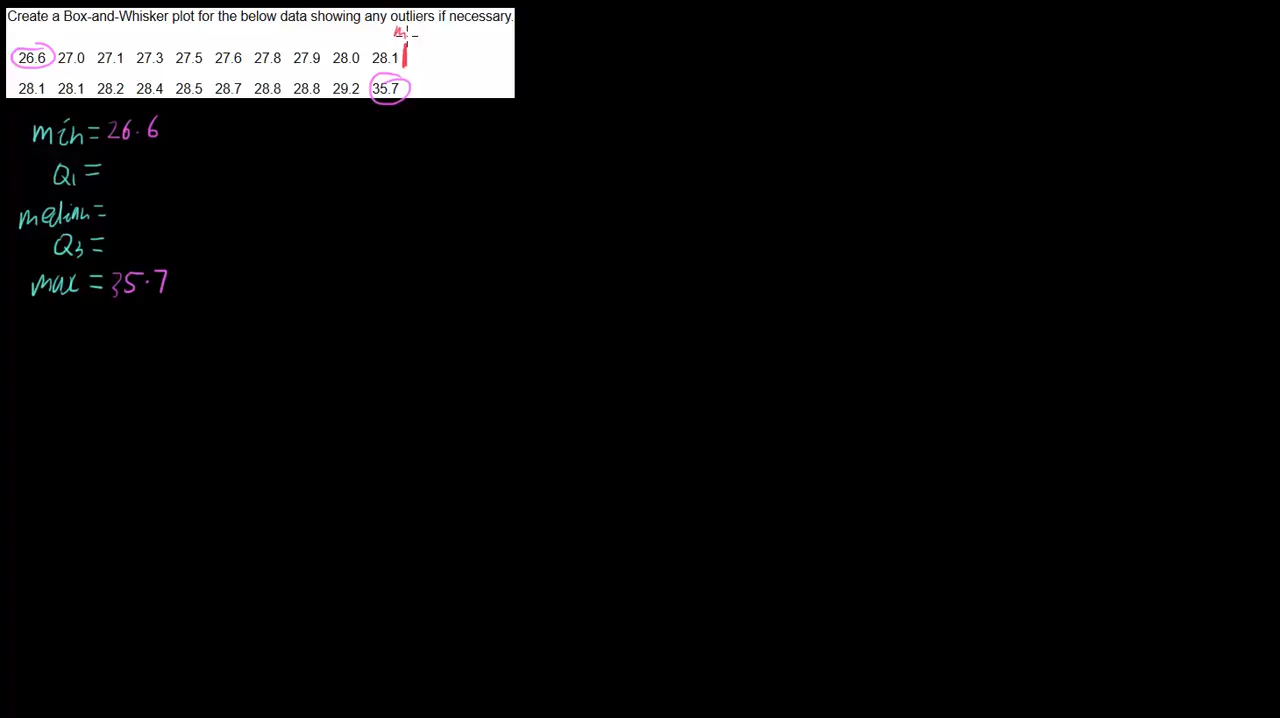 Create a Box-and-Whisker plot for the below data showing any outliers if necessary.
m
26.6 27.0 27.1 27.3 27.5 27.6 27.8 27.9 28.0 28.1
28.1 28.1 28.2 28.4 28.5 28.7 28.8 28.8 29.2 35.7
min = 26.6
Q1 =
median =
Q3 =
max = 35.7